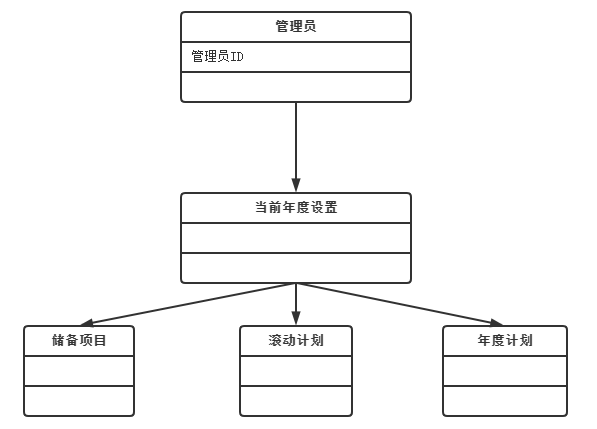 管理员
管理员ID
当前年度设置
储备项目
滚动计划
年度计划